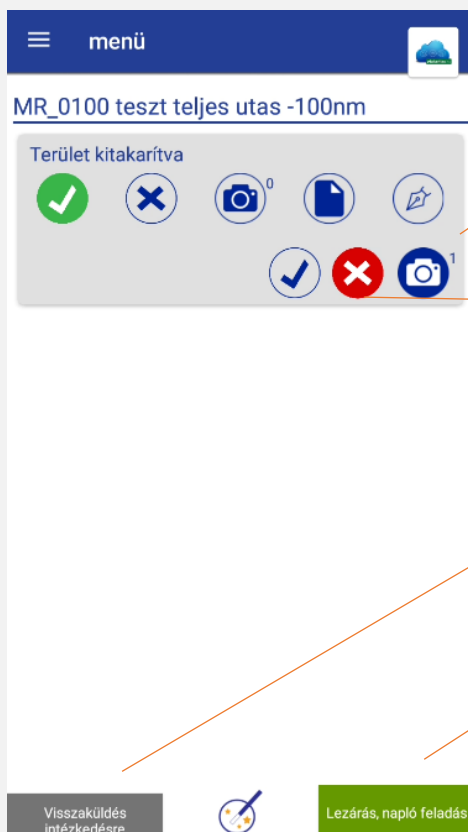 menü
MR_0100 teszt teljes utas -100nm
Terület kitakarítva
0
1
Visszaküldés
intézkedésre
Lezárás, napló feladás